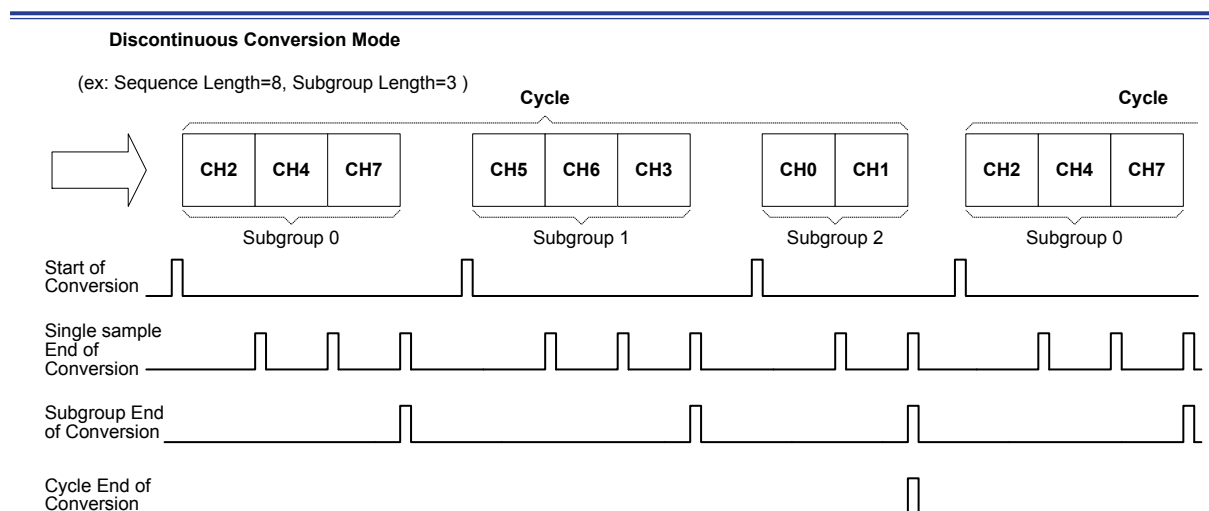 Discontinuous Conversion Mode
(ex: Sequence Length=8, Subgroup Length=3 )
Cycle Cycle
CH2 CH4 CH7 CH5 CH6 CH3 CH0 CH1 CH2 CH4 CH7
Subgroup 0 Subgroup 1 Subgroup 2 Subgroup 0
Start of
Conversion
Single sample
End of
Conversion
Subgroup End
of Conversion
Cycle End of
Conversion